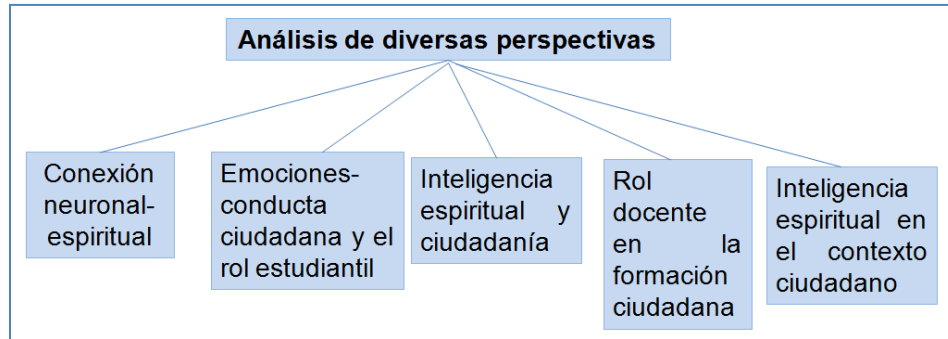 Análisis de diversas perspectivas
Conexión
neuronal-
espiritual
Emociones-
conducta
ciudadana y el
rol estudiantil
Inteligencia
espiritual y
ciudadanía
Rol
docente
en la
formación
ciudadana
Inteligencia
espiritual en
el contexto
ciudadano